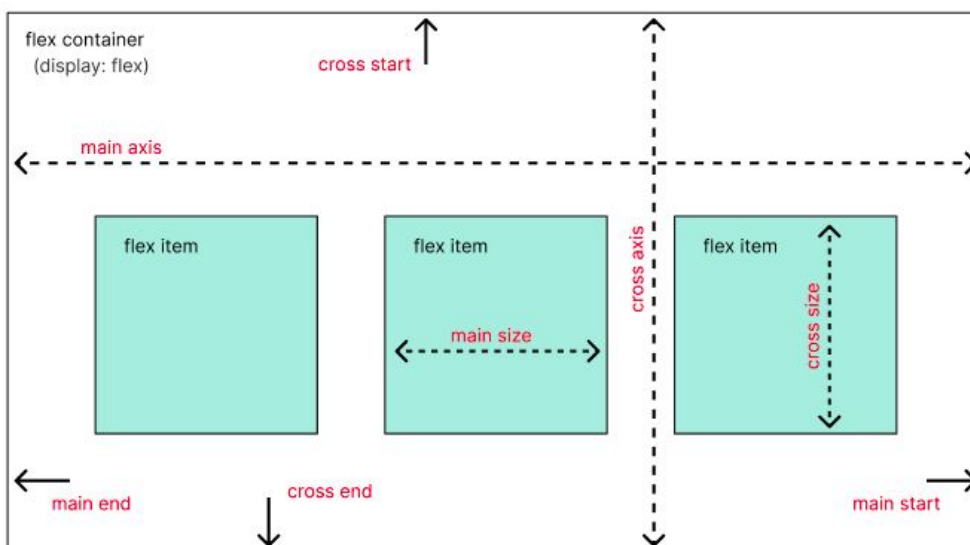 flex container
(display: flex)
cross start
main axis
flex item
flex item
flex item
cross axis
main size
cross size
main end
cross end
main start